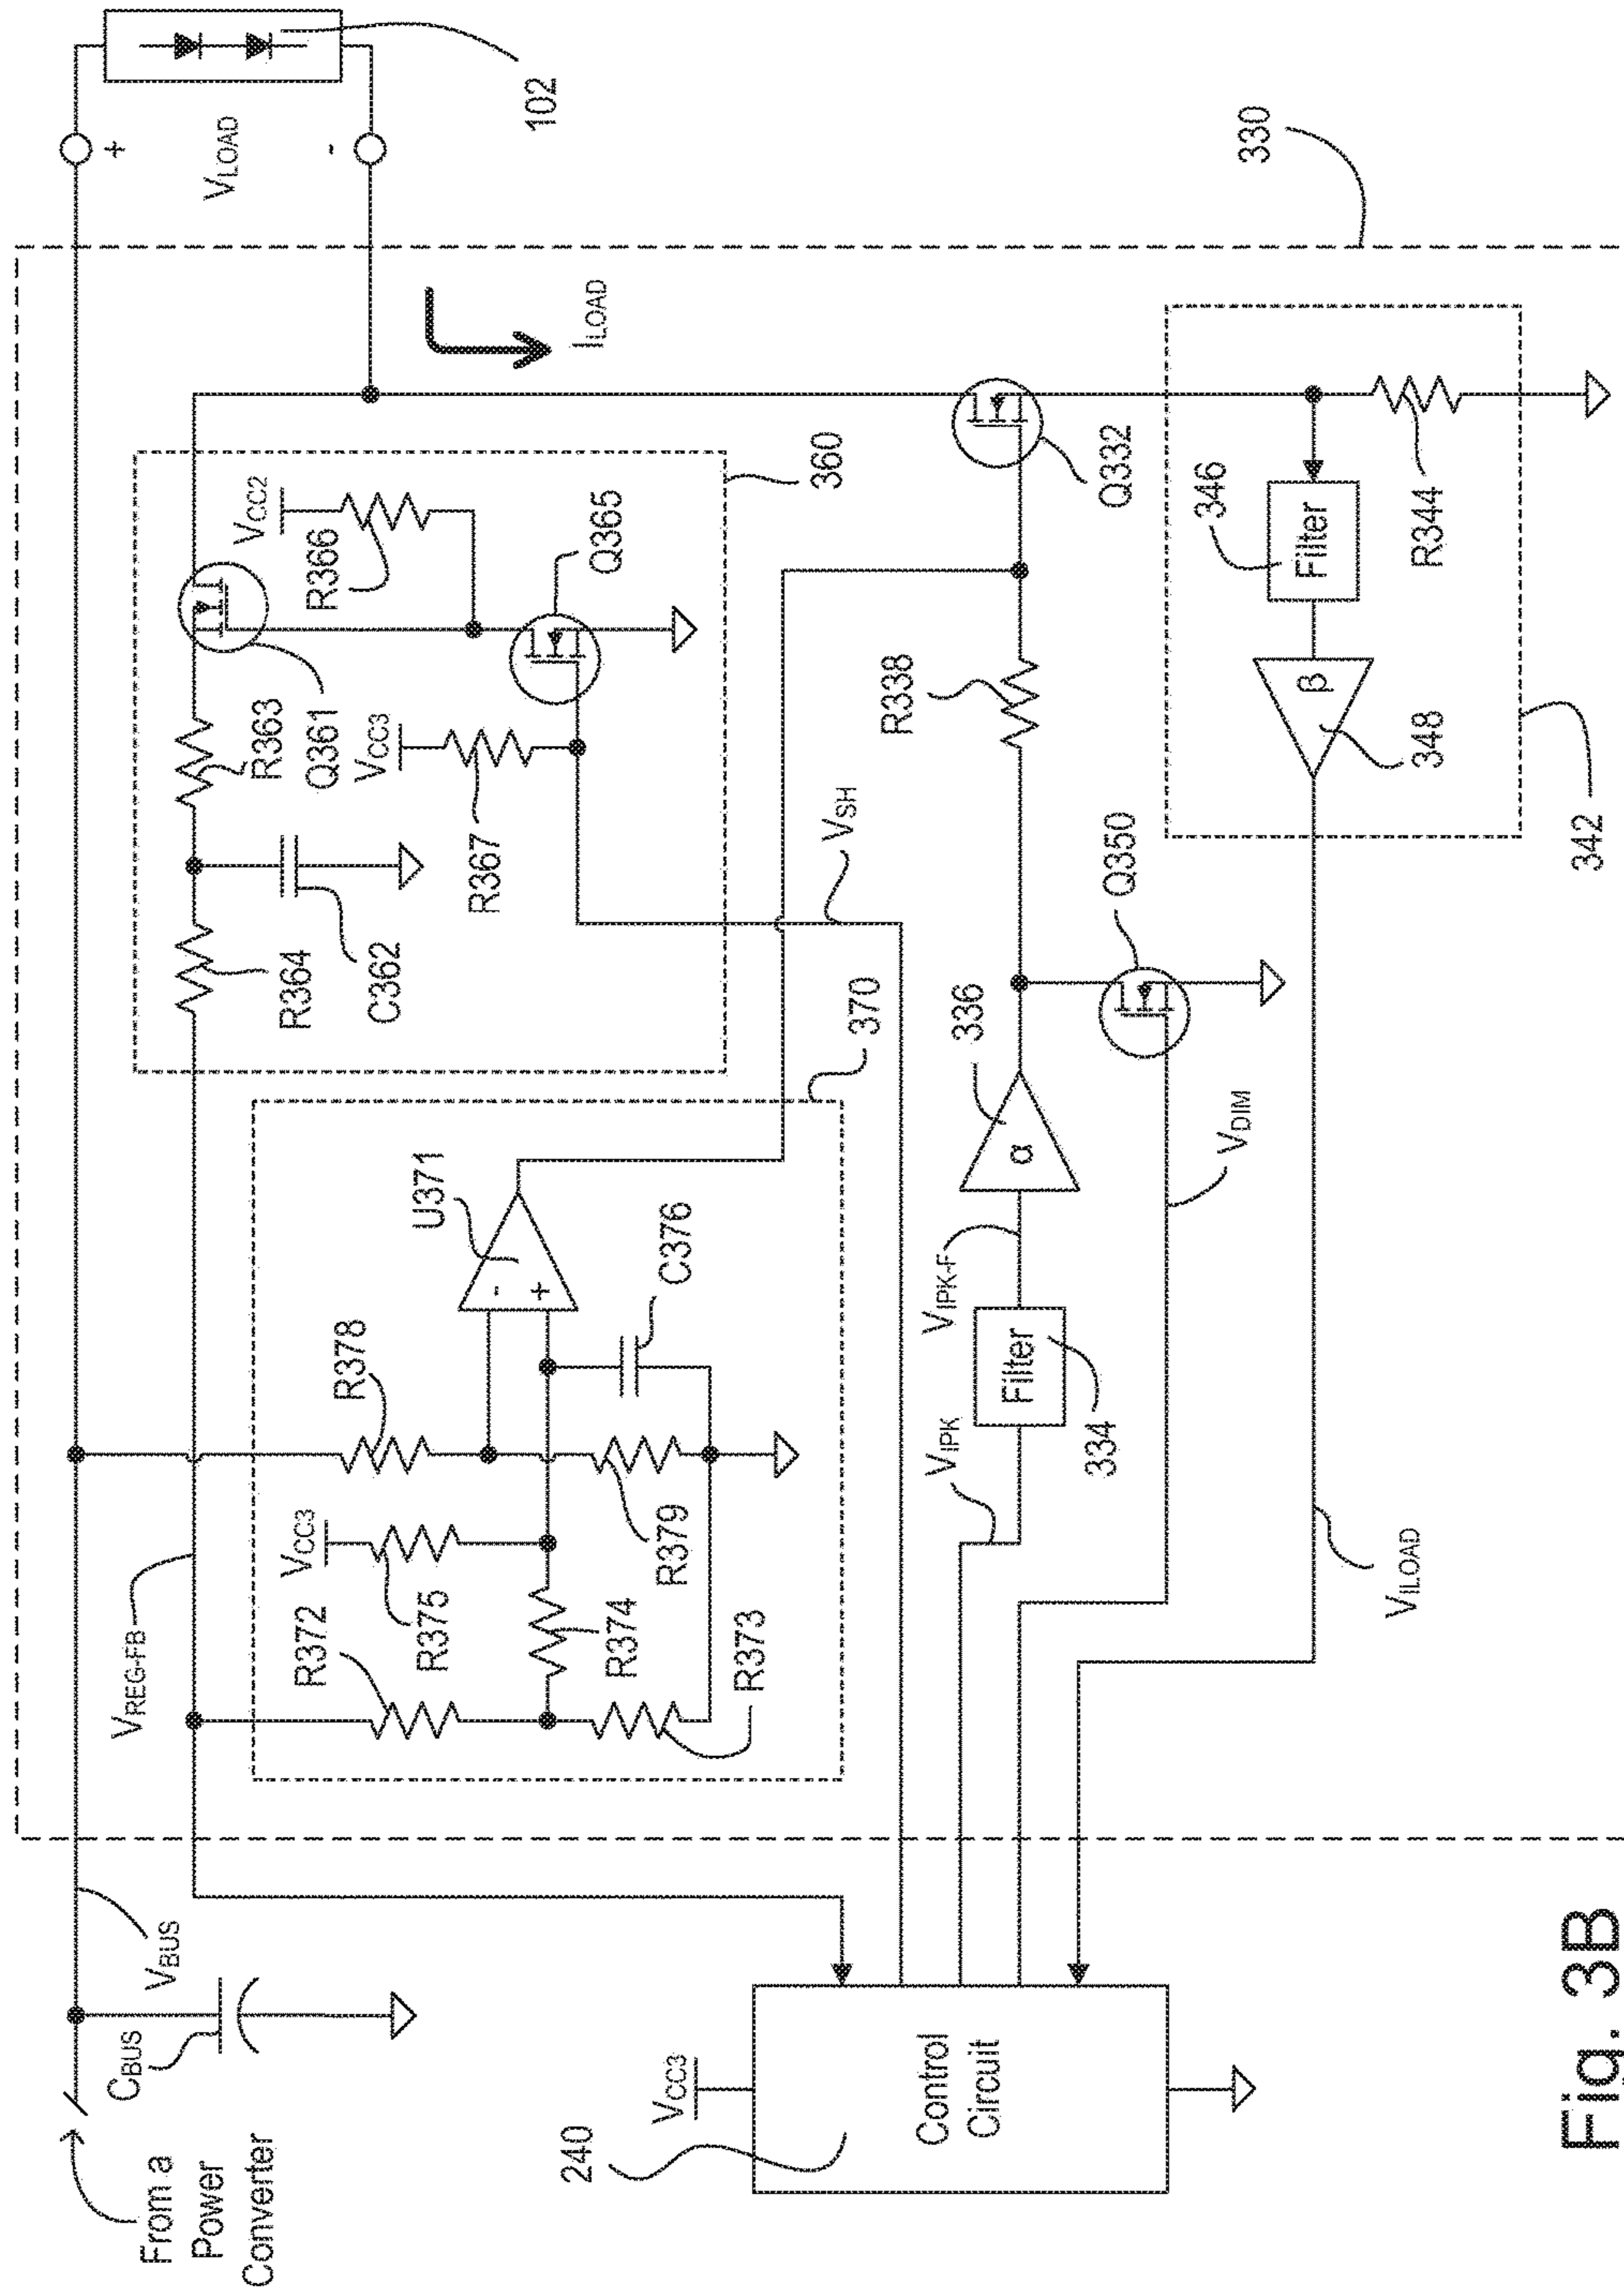 From a
Power
Converter
CBUS
VBUS
VREG-FB
VLOAD
+
-
102
330
ILOAD
360
VCC2
R366
Q361
R363
R364
C362
VCC3
R367
Q365
370
U371
-
+
C376
R378
VCC3
R375
R372
R374
R379
R373
VSH
Q332
R338
Q350
336
α
VIPK-F
VIPK
Filter
334
VDIM
346
Filter
R344
β
348
342
VILOAD
VCC3
240
Control
Circuit
Fig. 3B